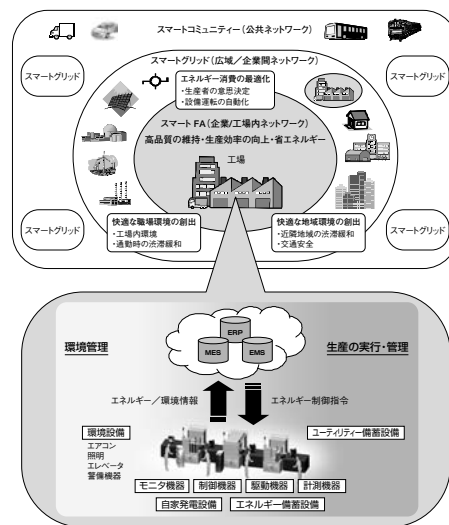 スマートコミュニティー（公共ネットワーク）
スマートグリッド
スマートグリッド（広域／企業間ネットワーク）
スマートグリッド
エネルギー消費の最適化
・生産者の意思決定
・設備運転の自動化
スマートFA（企業/工場内ネットワーク）
高品質の維持・生産効率の向上・省エネルギー
工場
快適な職場環境の創出
・工場内環境
・通勤時の渋滞緩和
快適な地域環境の創出
・近隣地域の渋滞緩和
・交通安全
スマートグリッド
スマートグリッド
環境管理
ERP
MES
EMS
生産の実行・管理
エネルギー／環境情報
エネルギー制御指令
環境設備
エアコン
照明
エレベータ
警備機器
ユーティリティー備蓄設備
モニタ機器
制御機器
駆動機器
計測機器
自家発電設備
エネルギー備蓄設備